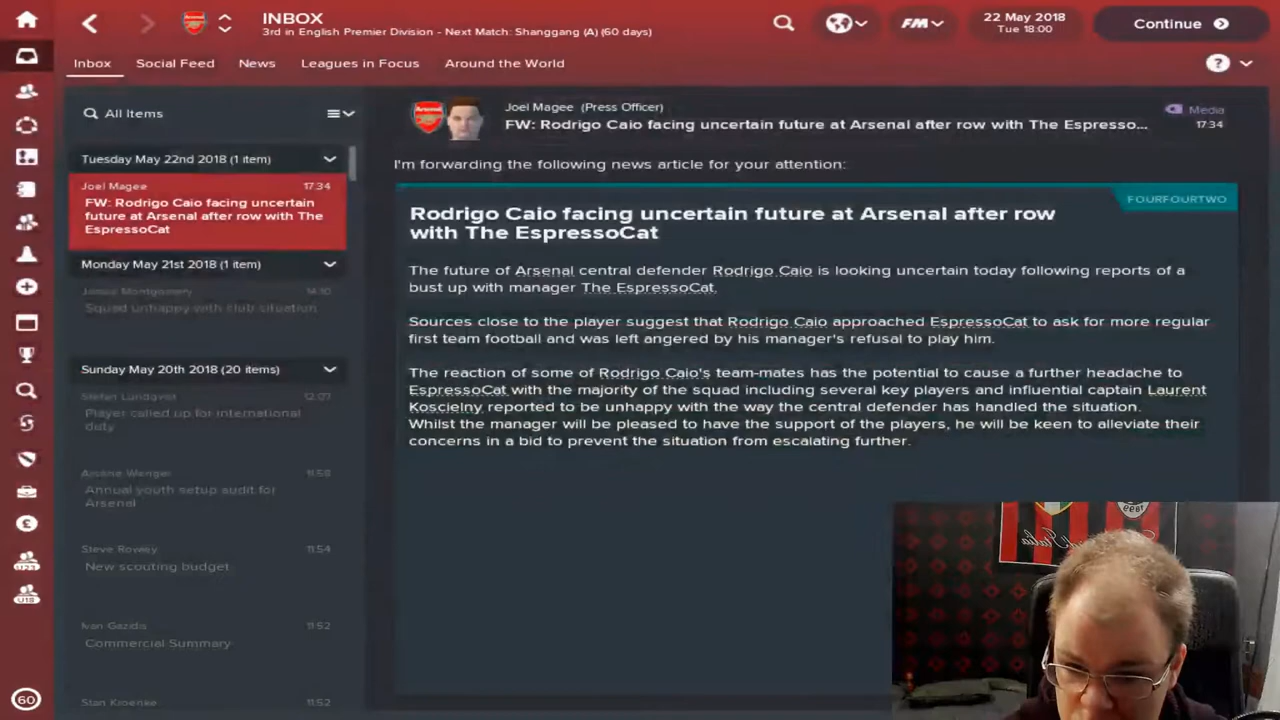 INBOX
3rd in English Premier Division - Next Match: Shanggang (A) (60 days)
FM
22 May 2018
Tue 18:00
Continue
Inbox
Social Feed
News
Leagues in Focus
Around the World
?
All Items
Tuesday May 22nd 2018 (1 item)
Joel Magee 17:34
FW: Rodrigo Caio facing uncertain
future at Arsenal after row with The
EspressoCat
Monday May 21st 2018 (1 item)
James Montgomery 14:10
Squad unhappy with club situation
Sunday May 20th 2018 (20 items)
Stefer Lundqvist 12:07
Player called up for international
duty
Arsène Wenger 11:58
Annual youth setup audit for
Arsenal
Steve Rowley 11:54
New scouting budget
Ivan Gazidis 11:52
Commercial Summary
Stan Kroenke
U23
U18
60
Joel Magee (Press Officer)
FW: Rodrigo Caio facing uncertain future at Arsenal after row with The Espresso...
Media
17:34
I'm forwarding the following news article for your attention:
FOURFOURTWO
Rodrigo Caio facing uncertain future at Arsenal after row
with The EspressoCat
The future of Arsenal central defender Rodrigo Caio is looking uncertain today following reports of a
bust up with manager The EspressoCat.
Sources close to the player suggest that Rodrigo Caio approached EspressoCat to ask for more regular
first team football and was left angered by his manager's refusal to play him.
The reaction of some of Rodrigo Caio's team-mates has the potential to cause a further headache to
EspressoCat with the majority of the squad including several key players and influential captain Laurent
Koscielny reported to be unhappy with the way the central defender has handled the situation.
Whilst the manager will be pleased to have the support of the players, he will be keen to alleviate their
concerns in a bid to prevent the situation from escalating further.